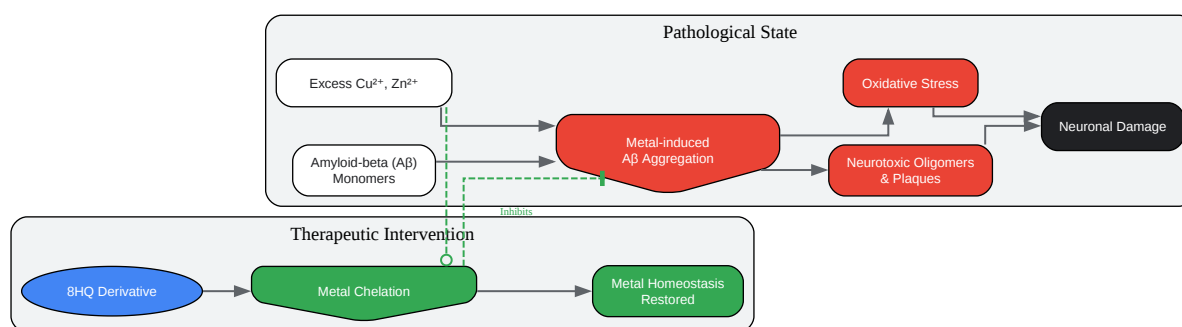 Pathological State
Excess Cu²⁺, Zn²⁺
Oxidative Stress
Neuronal Damage
Metal-induced
Aβ Aggregation
Amyloid-beta (Aβ)
Monomers
Neurotoxic Oligomers
& Plaques
Inhibits
Therapeutic Intervention
8HQ Derivative
Metal Chelation
Metal Homeostasis
Restored